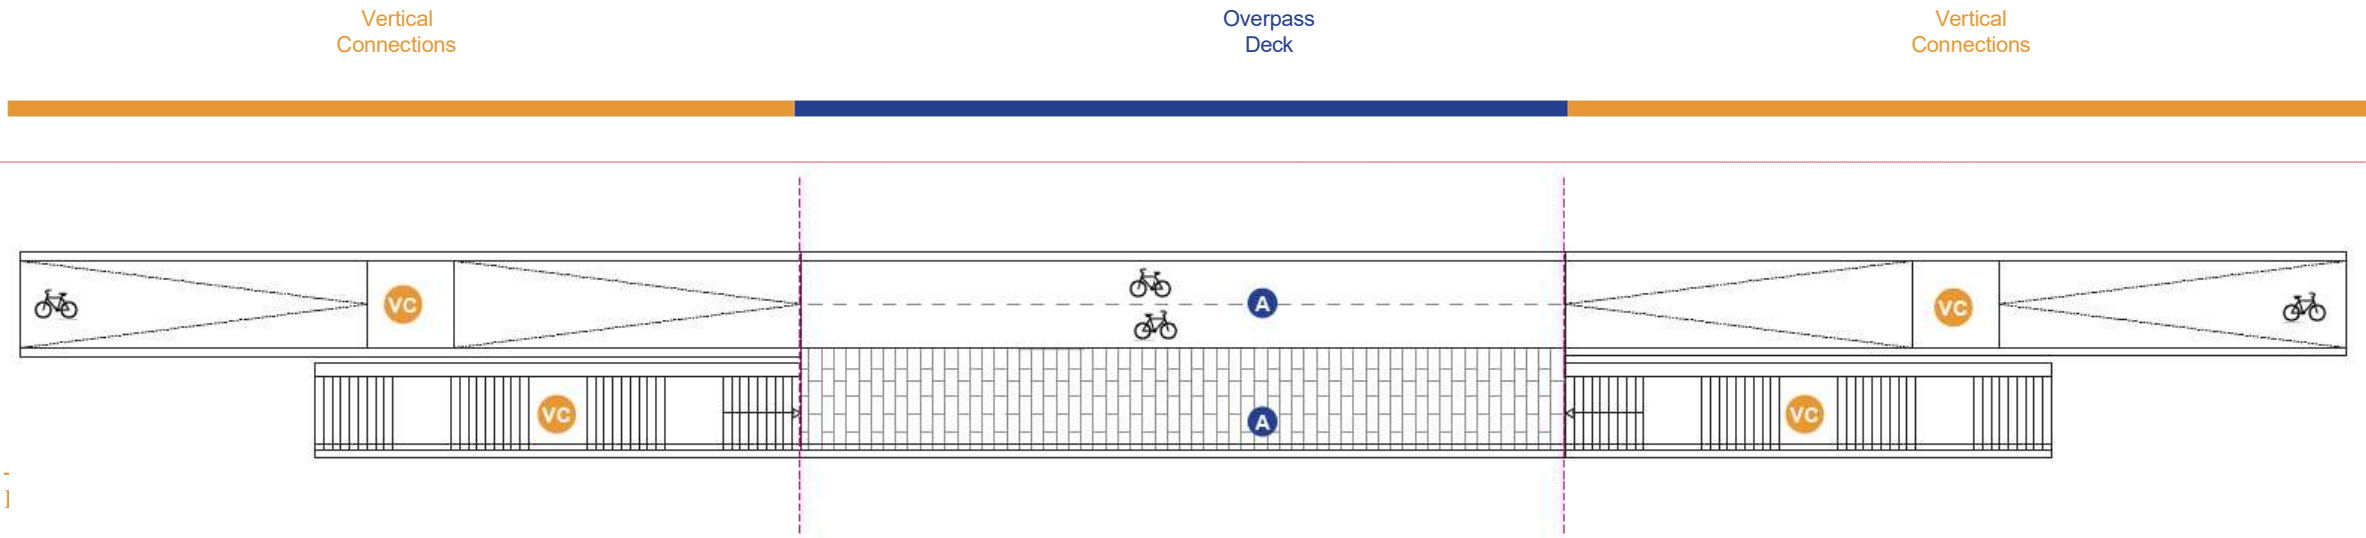 Vertical
Connections
Overpass
Deck
Vertical
Connections
VC
A
VC
VC
A
VC